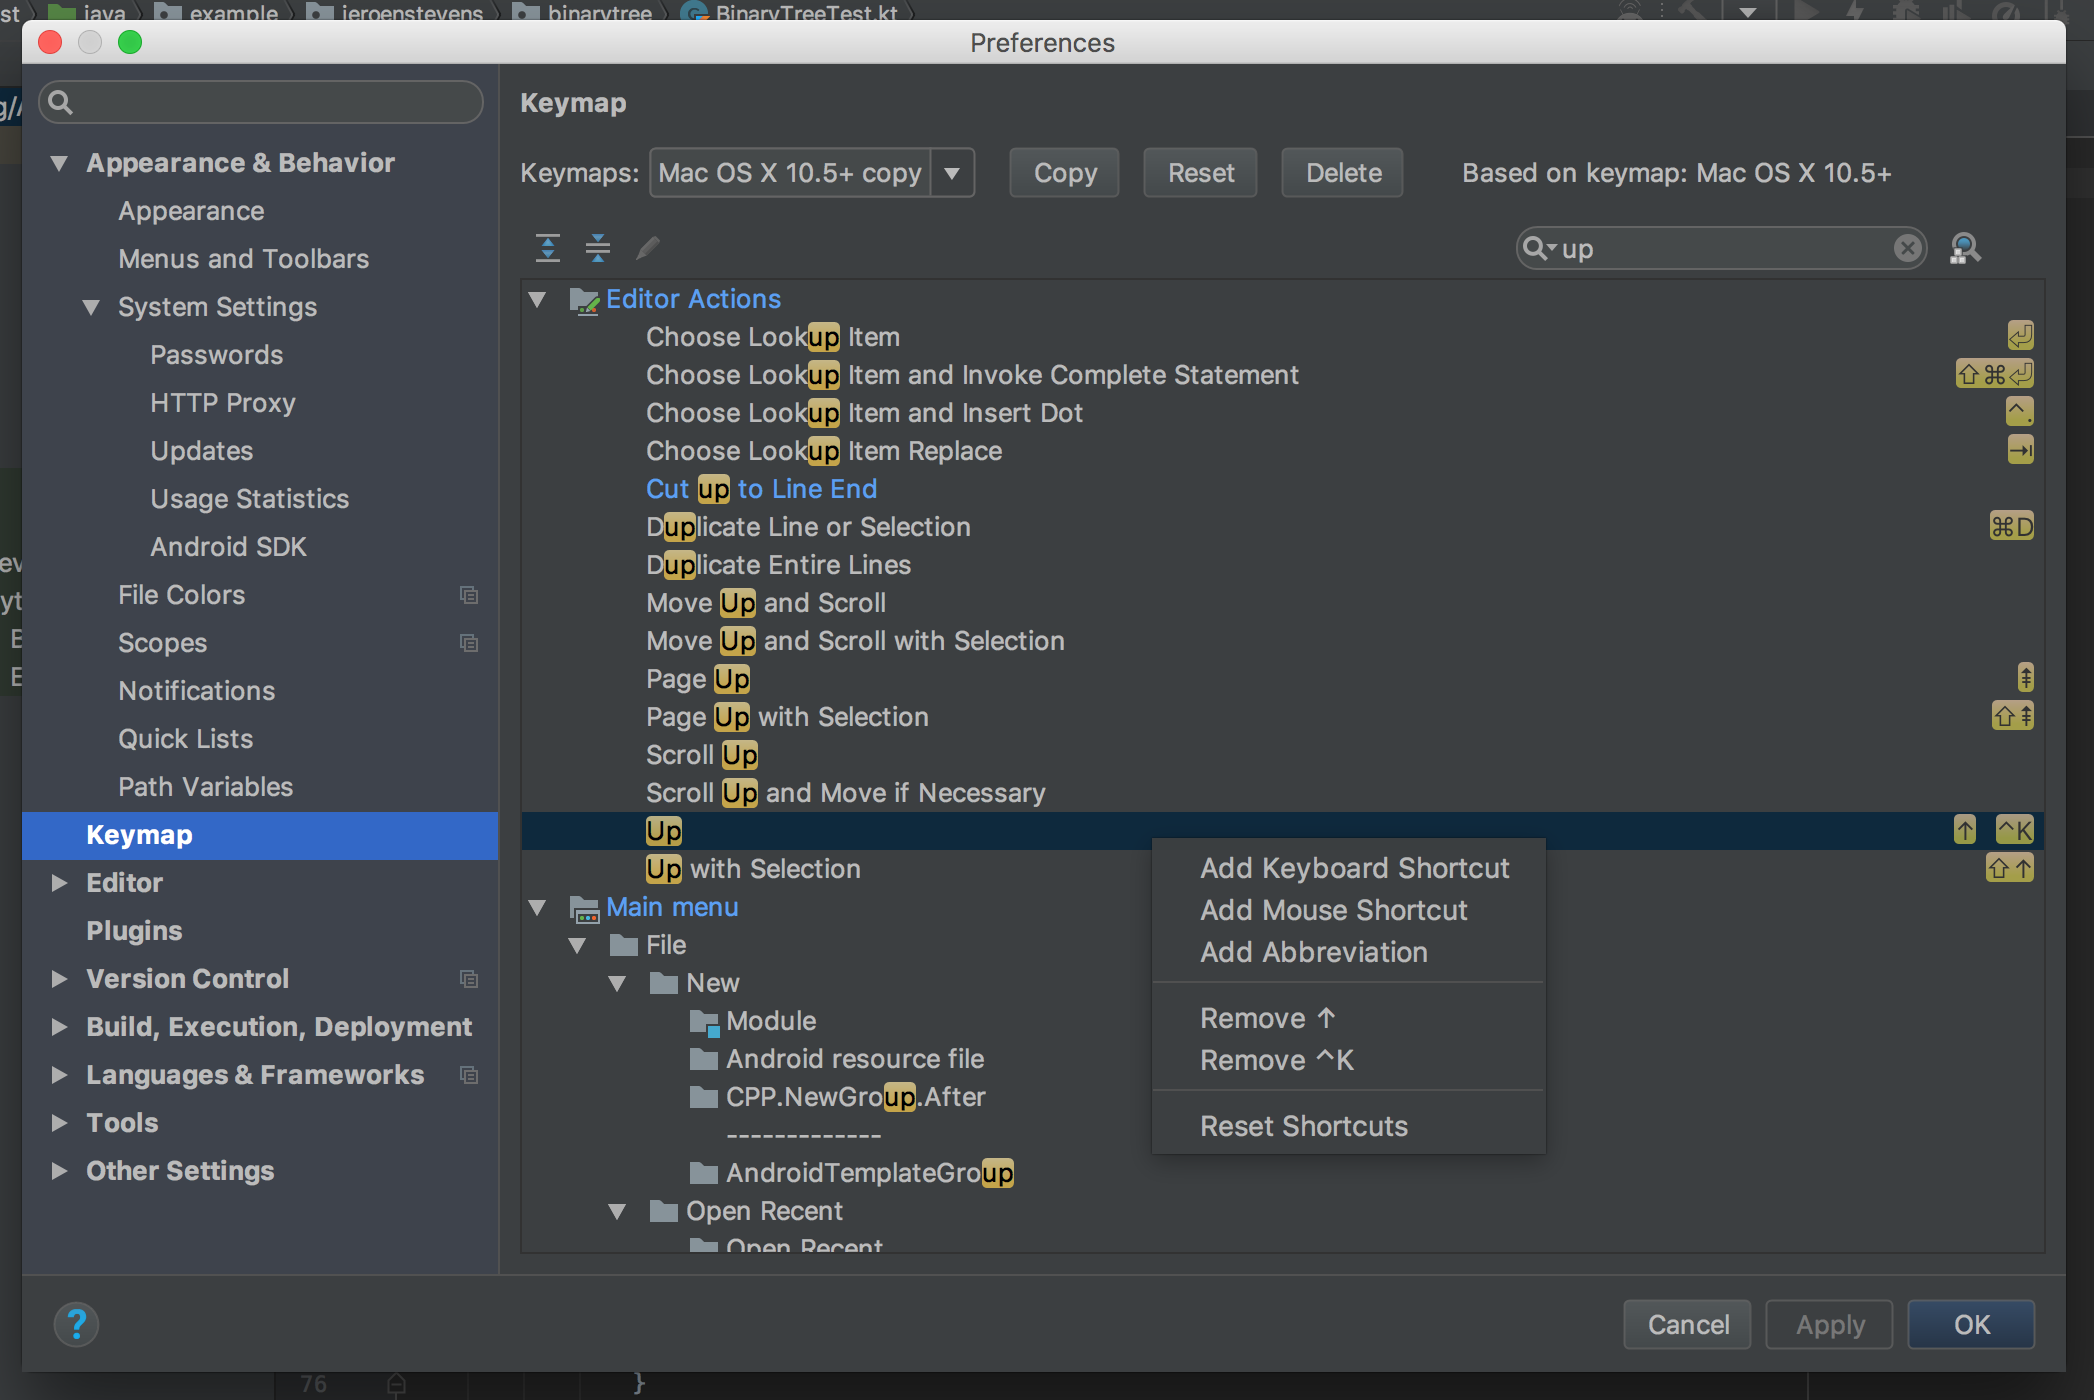 st java example jeroenstevens binarytree BinaryTreeTest.kt
Preferences
g/
Keymap
Keymaps: Mac OS X 10.5+ copy Copy Reset Delete Based on keymap: Mac OS X 10.5+
up
Appearance & Behavior
Appearance
Menus and Toolbars
System Settings
Passwords
HTTP Proxy
Updates
Usage Statistics
Android SDK
File Colors
Scopes
Notifications
Quick Lists
Path Variables
Keymap
Editor
Plugins
Version Control
Build, Execution, Deployment
Languages & Frameworks
Tools
Other Settings
ev
yt
Editor Actions
Choose Lookup Item ⏎
Choose Lookup Item and Invoke Complete Statement ⇧⌘⏎
Choose Lookup Item and Insert Dot ^.
Choose Lookup Item Replace ⇥
Cut up to Line End
Duplicate Line or Selection ⌘D
Duplicate Entire Lines
Move Up and Scroll
Move Up and Scroll with Selection
Page Up ⇞
Page Up with Selection ⇧⇞
Scroll Up
Scroll Up and Move if Necessary
Up ↑ ^K
Up with Selection ⇧↑
Main menu
File
New
Module
Android resource file
CPP.NewGroup.After
-------------
AndroidTemplateGroup
Open Recent
Open Recent
Add Keyboard Shortcut
Add Mouse Shortcut
Add Abbreviation
Remove ↑
Remove ^K
Reset Shortcuts
? Cancel Apply OK
76 }